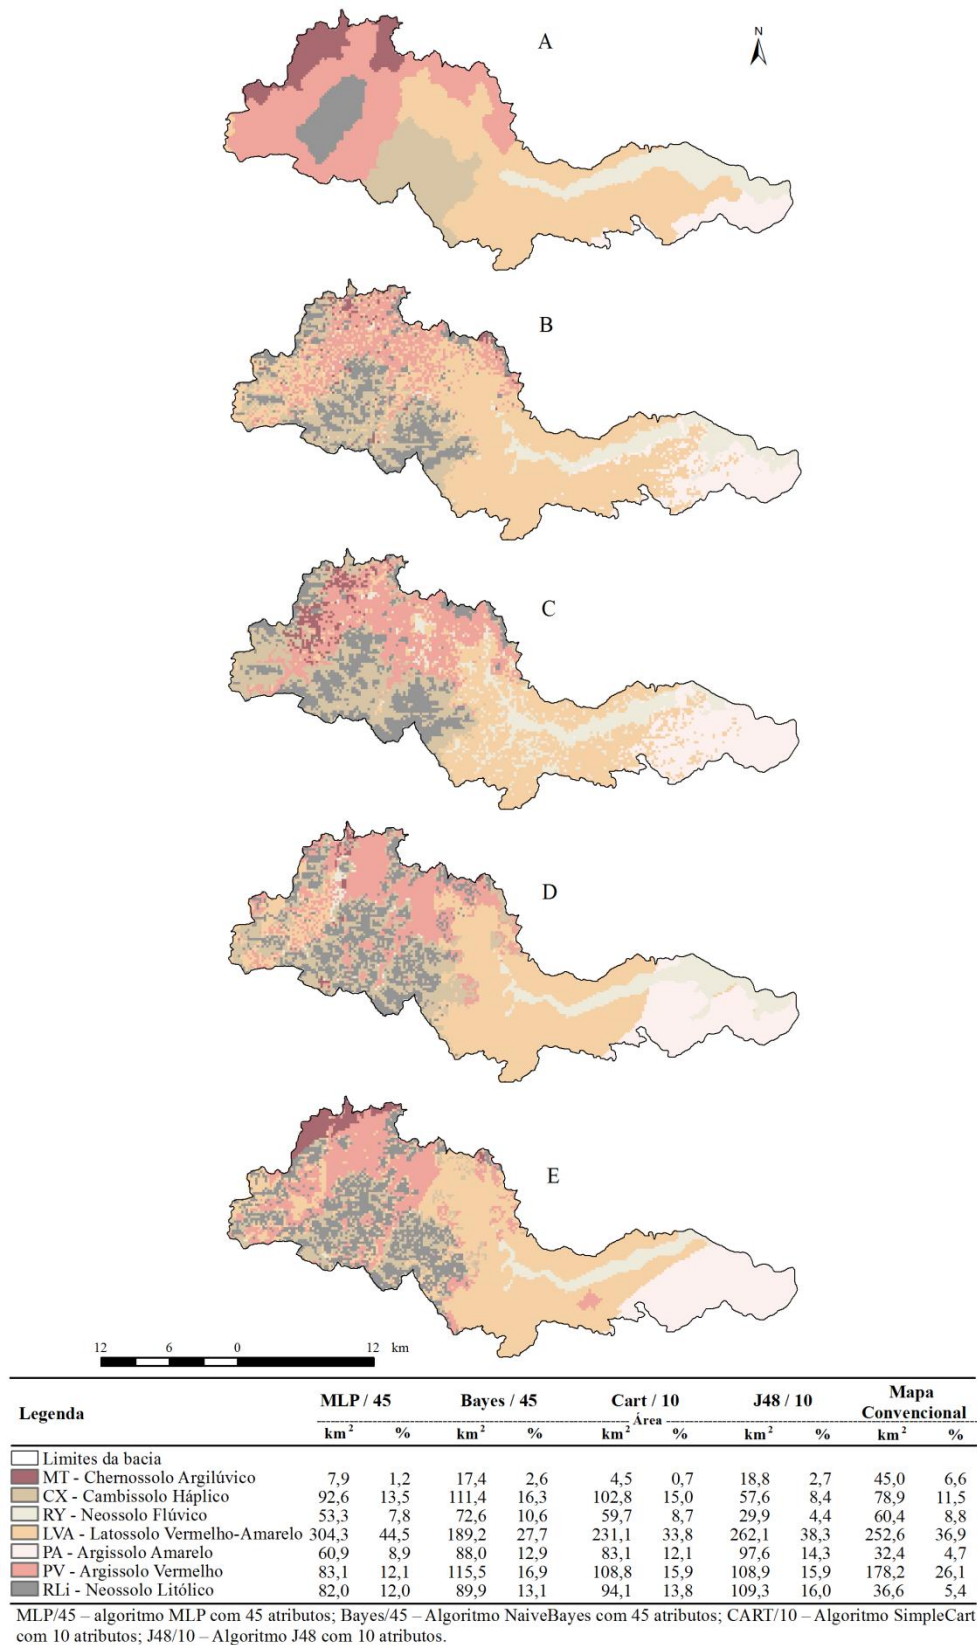 A
N
B
C
D
E
12 6 0 12 km
Legenda MLP / 45 Bayes / 45 Cart / 10 J48 / 10 Mapa Convencional
Área
km² % km² % km² % km² % km² %
Limites da bacia
MT - Chernossolo Argilúvico 7,9 1,2 17,4 2,6 4,5 0,7 18,8 2,7 45,0 6,6
CX - Cambissolo Háplico 92,6 13,5 111,4 16,3 102,8 15,0 57,6 8,4 78,9 11,5
RY - Neossolo Flúvico 53,3 7,8 72,6 10,6 59,7 8,7 29,9 4,4 60,4 8,8
LVA - Latossolo Vermelho-Amarelo 304,3 44,5 189,2 27,7 231,1 33,8 262,1 38,3 252,6 36,9
PA - Argissolo Amarelo 60,9 8,9 88,0 12,9 83,1 12,1 97,6 14,3 32,4 4,7
PV - Argissolo Vermelho 83,1 12,1 115,5 16,9 108,8 15,9 108,9 15,9 178,2 26,1
RLi - Neossolo Litólico 82,0 12,0 89,9 13,1 94,1 13,8 109,3 16,0 36,6 5,4
MLP/45 – algoritmo MLP com 45 atributos; Bayes/45 – Algoritmo NaiveBayes com 45 atributos; CART/10 – Algoritmo SimpleCart
com 10 atributos; J48/10 – Algoritmo J48 com 10 atributos.